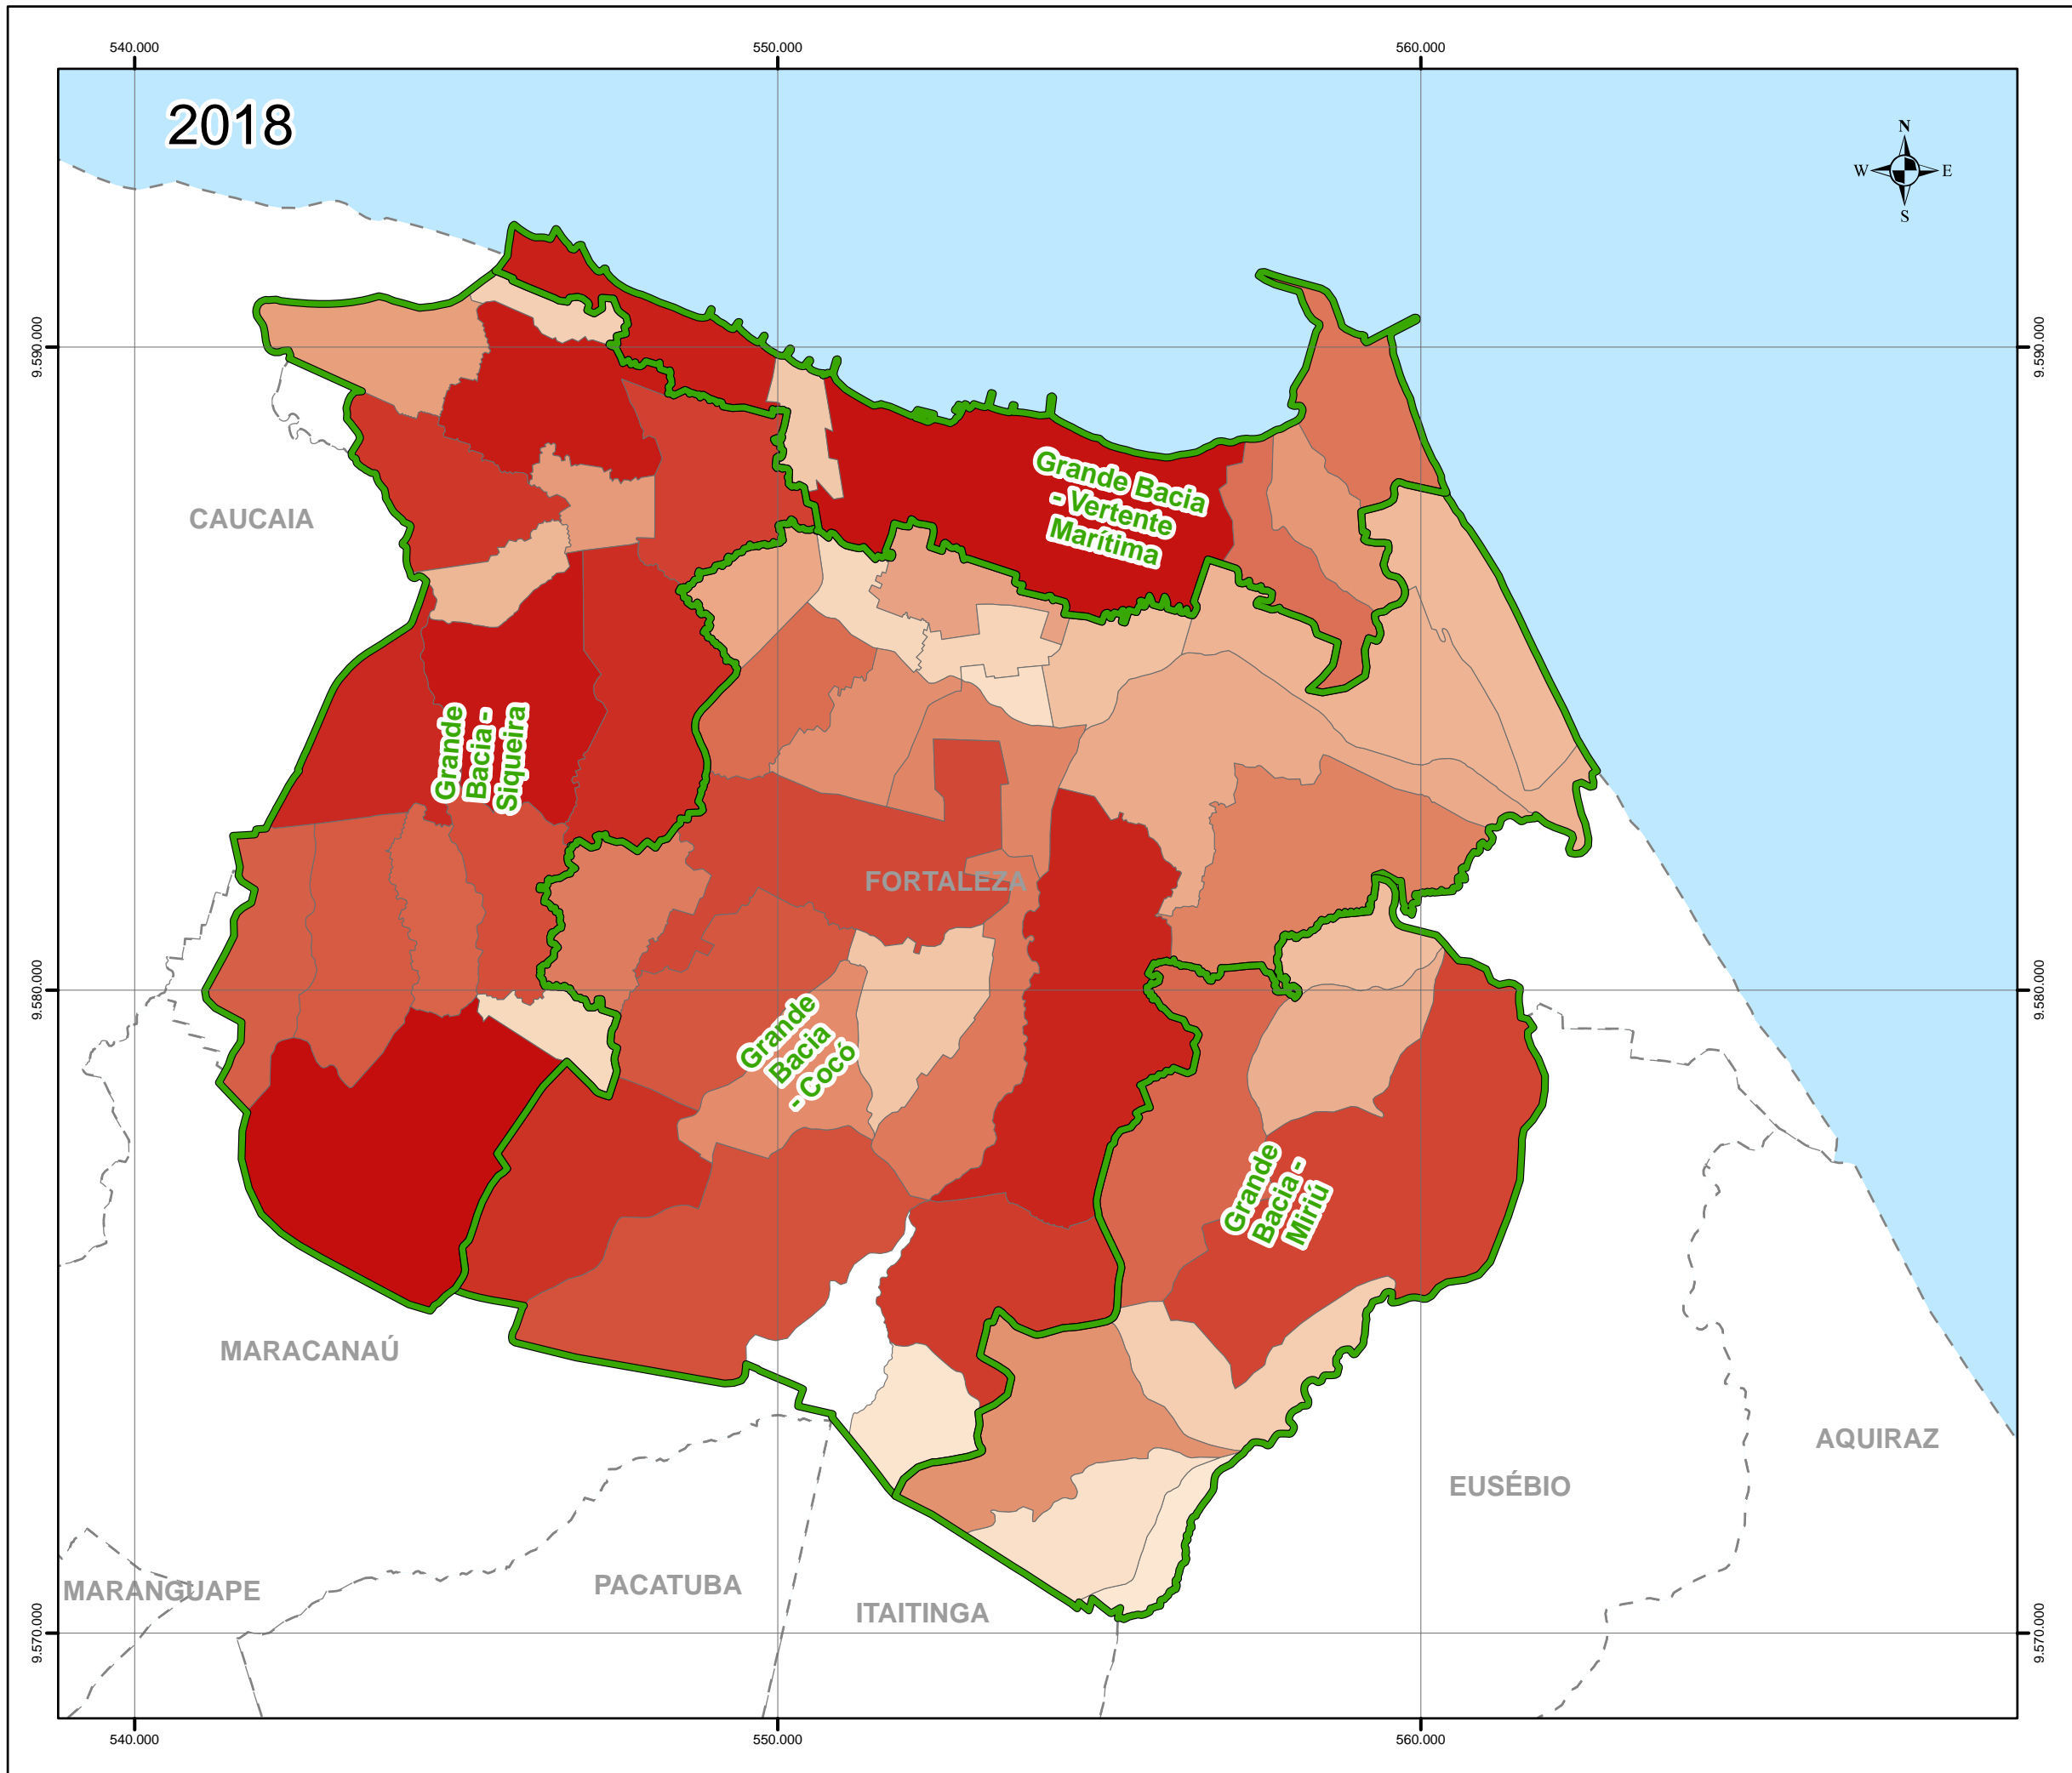 540.000
550.000
560.000
2018
N
W
E
S
9.590.000
9.590.000
Grande Bacia
- Vertente
Marítima
CAUCAIA
Grande
Bacia -
Siqueira
FORTALEZA
9.580.000
9.580.000
Grande
Bacia
- Cocó
Grande
Bacia -
Miriú
MARACANAÚ
AQUIRAZ
EUSÉBIO
PACATUBA
MARANGUAPE
ITAITINGA
9.570.000
9.570.000
540.000
550.000
560.000